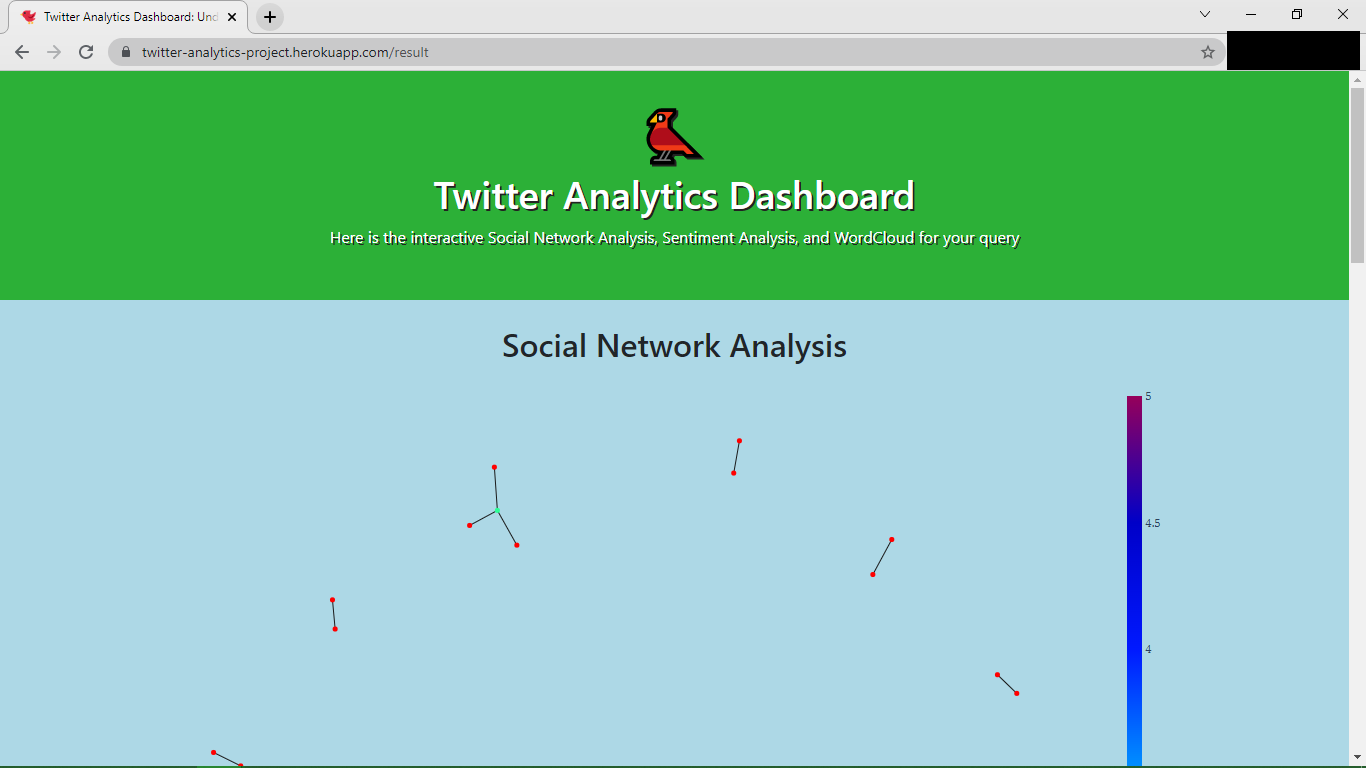 Twitter Analytics Dashboard: Und
twitter-analytics-project.herokuapp.com/result
Twitter Analytics Dashboard
Here is the interactive Social Network Analysis, Sentiment Analysis, and WordCloud for your query
Social Network Analysis
5
4.5
4